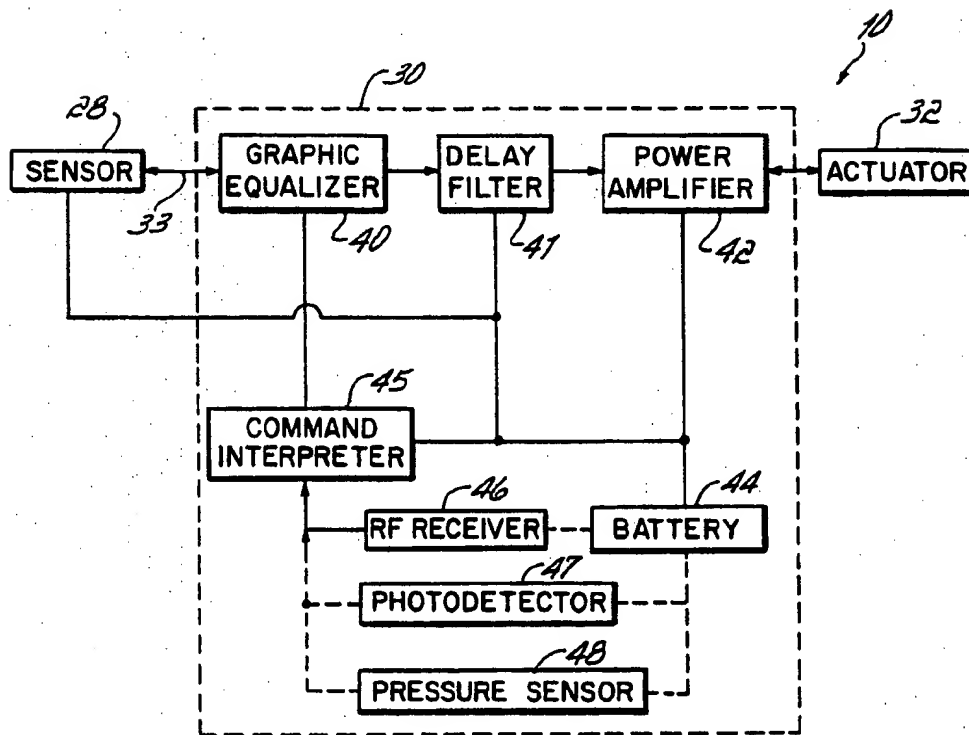 10
30
28
32
SENSOR
GRAPHIC
EQUALIZER
DELAY
FILTER
POWER
AMPLIFIER
ACTUATOR
33
40
41
42
45
COMMAND
INTERPRETER
46
44
RF RECEIVER
BATTERY
47
PHOTODETECTOR
48
PRESSURE SENSOR